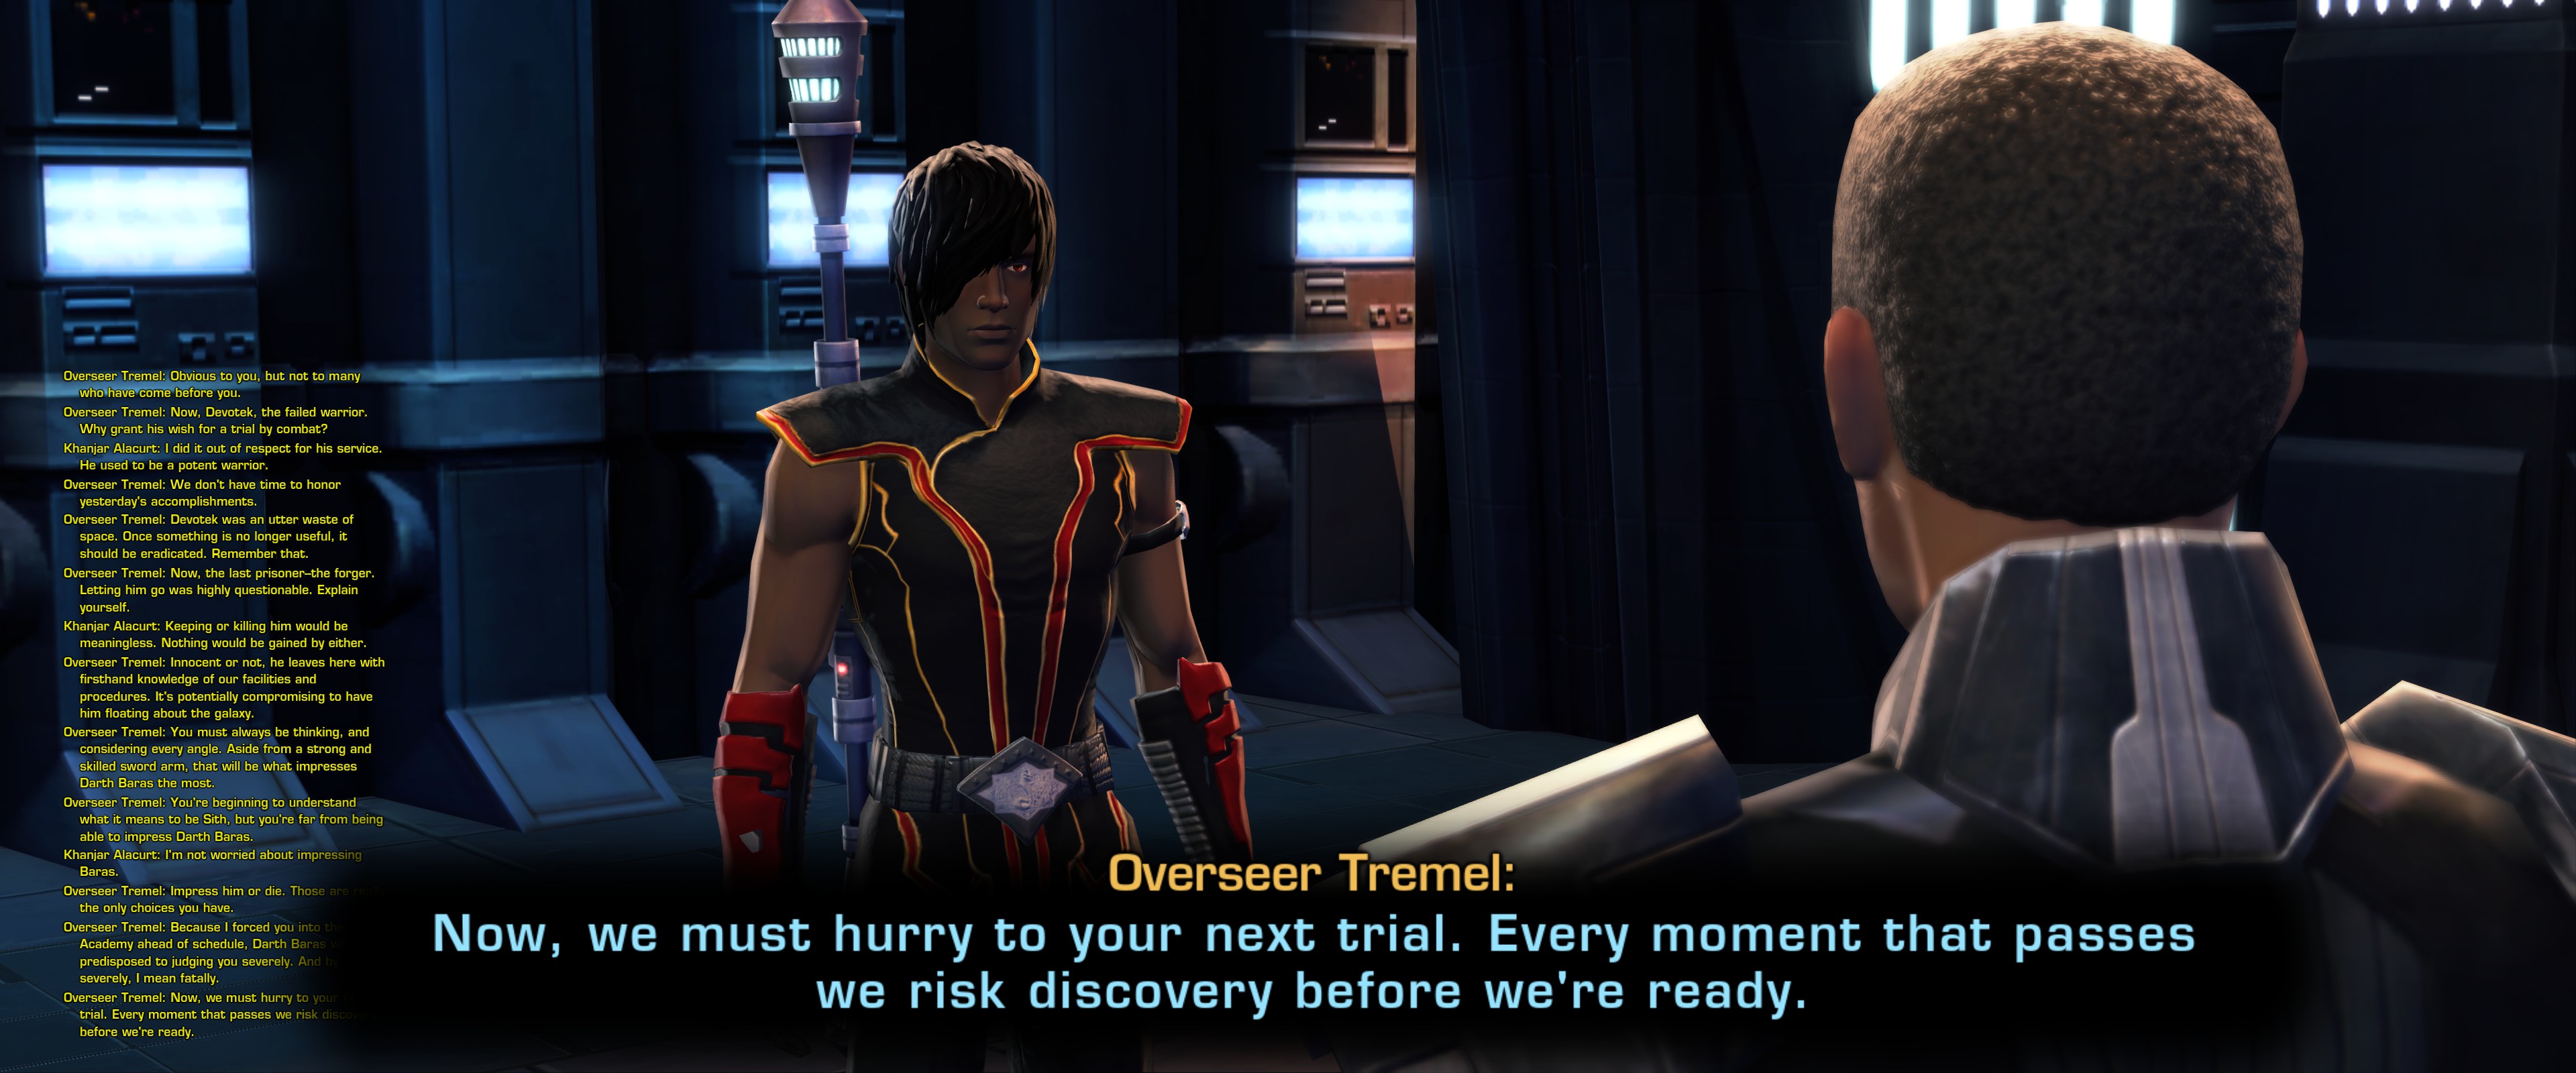 Overseer Tremel: Obvious to you, but not to many
who have come before you.
Overseer Tremel: Now, Devotek, the failed warrior.
Why grant his wish for a trial by combat?
Khanjar Alacurt: I did it out of respect for his service.
He used to be a potent warrior.
Overseer Tremel: We don't have time to honor
yesterday's accomplishments.
Overseer Tremel: Devotek was an utter waste of
space. Once something is no longer useful, it
should be eradicated. Remember that.
Overseer Tremel: Now, the last prisoner–the forger.
Letting him go was highly questionable. Explain
yourself.
Khanjar Alacurt: Keeping or killing him would be
meaningless. Nothing would be gained by either.
Overseer Tremel: Innocent or not, he leaves here with
firsthand knowledge of our facilities and
procedures. It's potentially compromising to have
him floating about the galaxy.
Overseer Tremel: You must always be thinking, and
considering every angle. Aside from a strong and
skilled sword arm, that will be what impresses
Darth Baras the most.
Overseer Tremel: You're beginning to understand
what it means to be Sith, but you're far from being
able to impress Darth Baras.
Khanjar Alacurt: I'm not worried about impressing
Baras.
Overseer Tremel: Impress him or die. Those are
the only choices you have.
Overseer Tremel: Because I forced you into the
Academy ahead of schedule, Darth Baras
predisposed to judging you severely. And
severely, I mean fatally.
Overseer Tremel: Now, we must hurry to your
trial. Every moment that passes we risk discovery
before we're ready.
Overseer Tremel:
Now, we must hurry to your next trial. Every moment that passes
we risk discovery before we're ready.